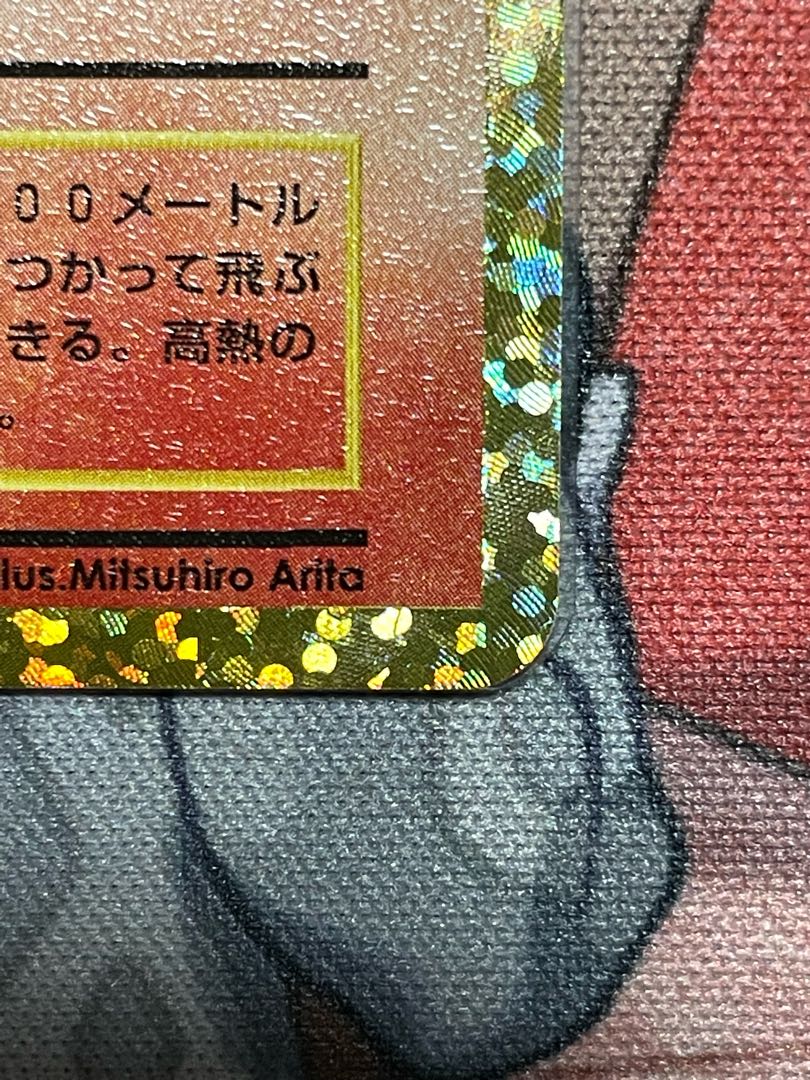 ００メートル
つかって飛ぶ
きる。高熱の
。
lus.Mitsuhiro Arita